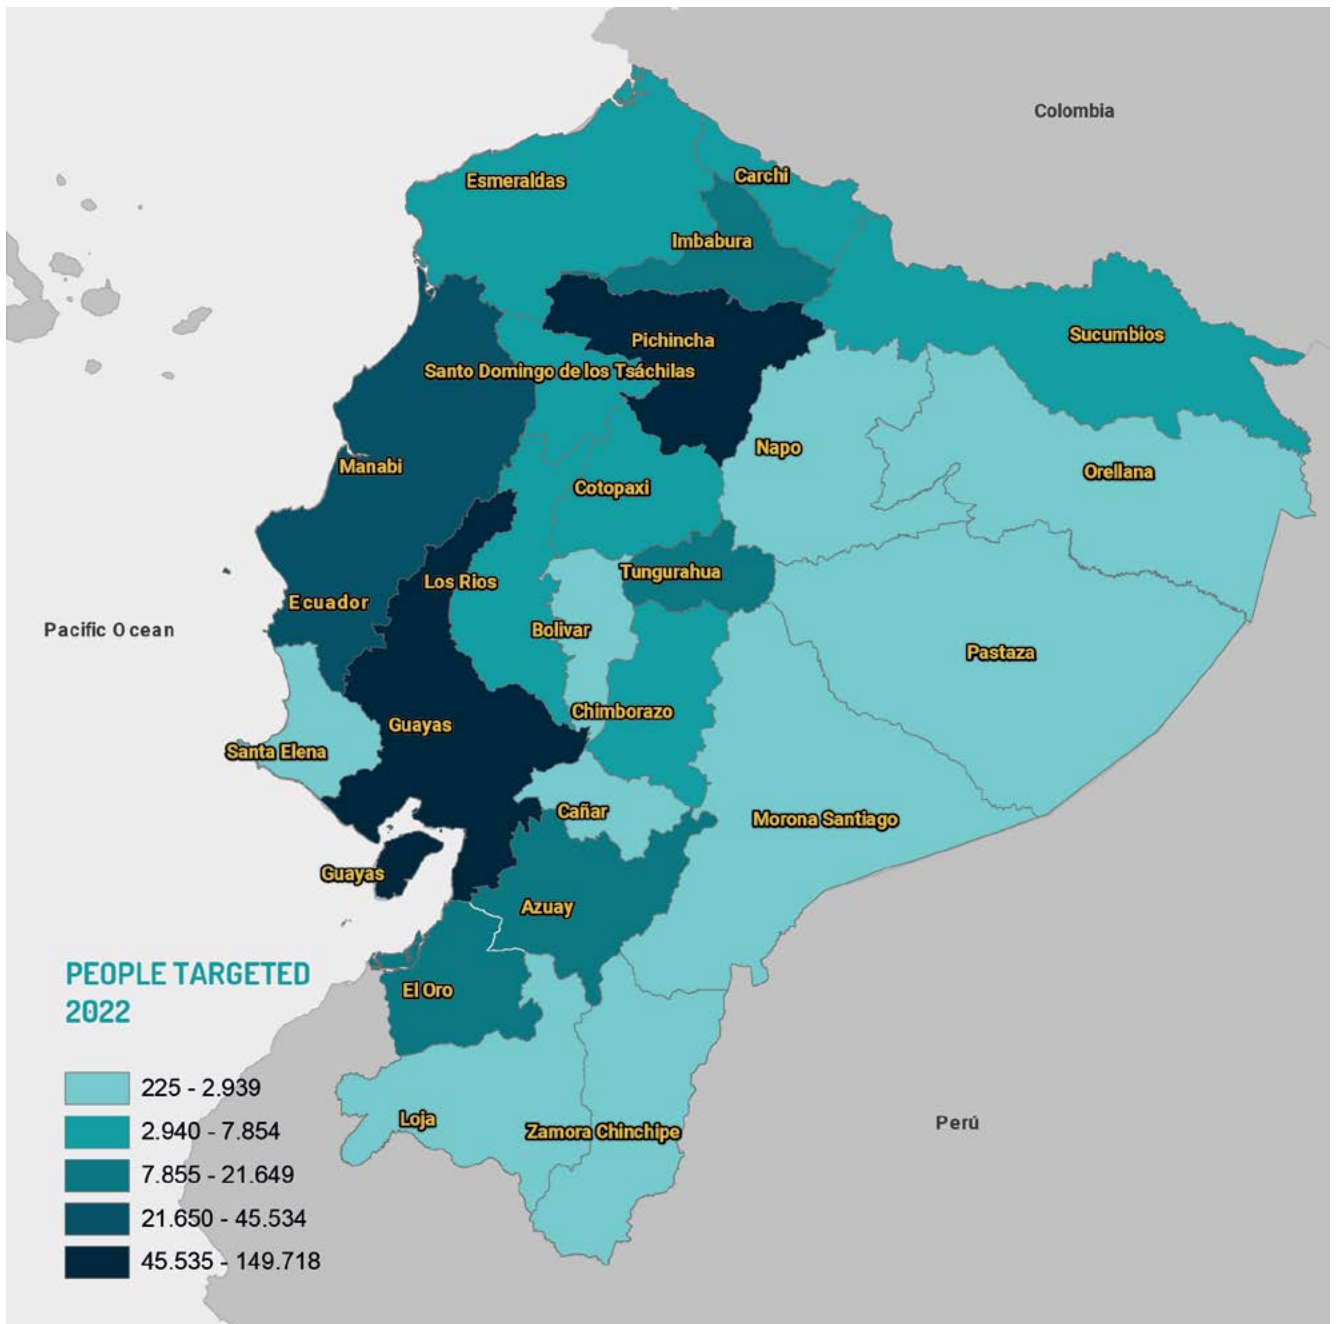 Colombia
Carchi
Esmeraldas
Imbabura
Sucumbios
Pichincha
Santo Domingo de los Tsáchilas
Napo
Manabi
Orellana
Cotopaxi
Tungurahua
Los Rios
Ecuador
Pacific Ocean
Bolivar
Pastaza
Chimborazo
Guayas
Santa Elena
Cañar
Morona Santiago
Guayas
Azuay
PEOPLE TARGETED
2022
El Oro
225 - 2.939
2.940 - 7.854
7.855 - 21.649
21.650 - 45.534
45.535 - 149.718
Loja
Zamora Chinchipe
Perú